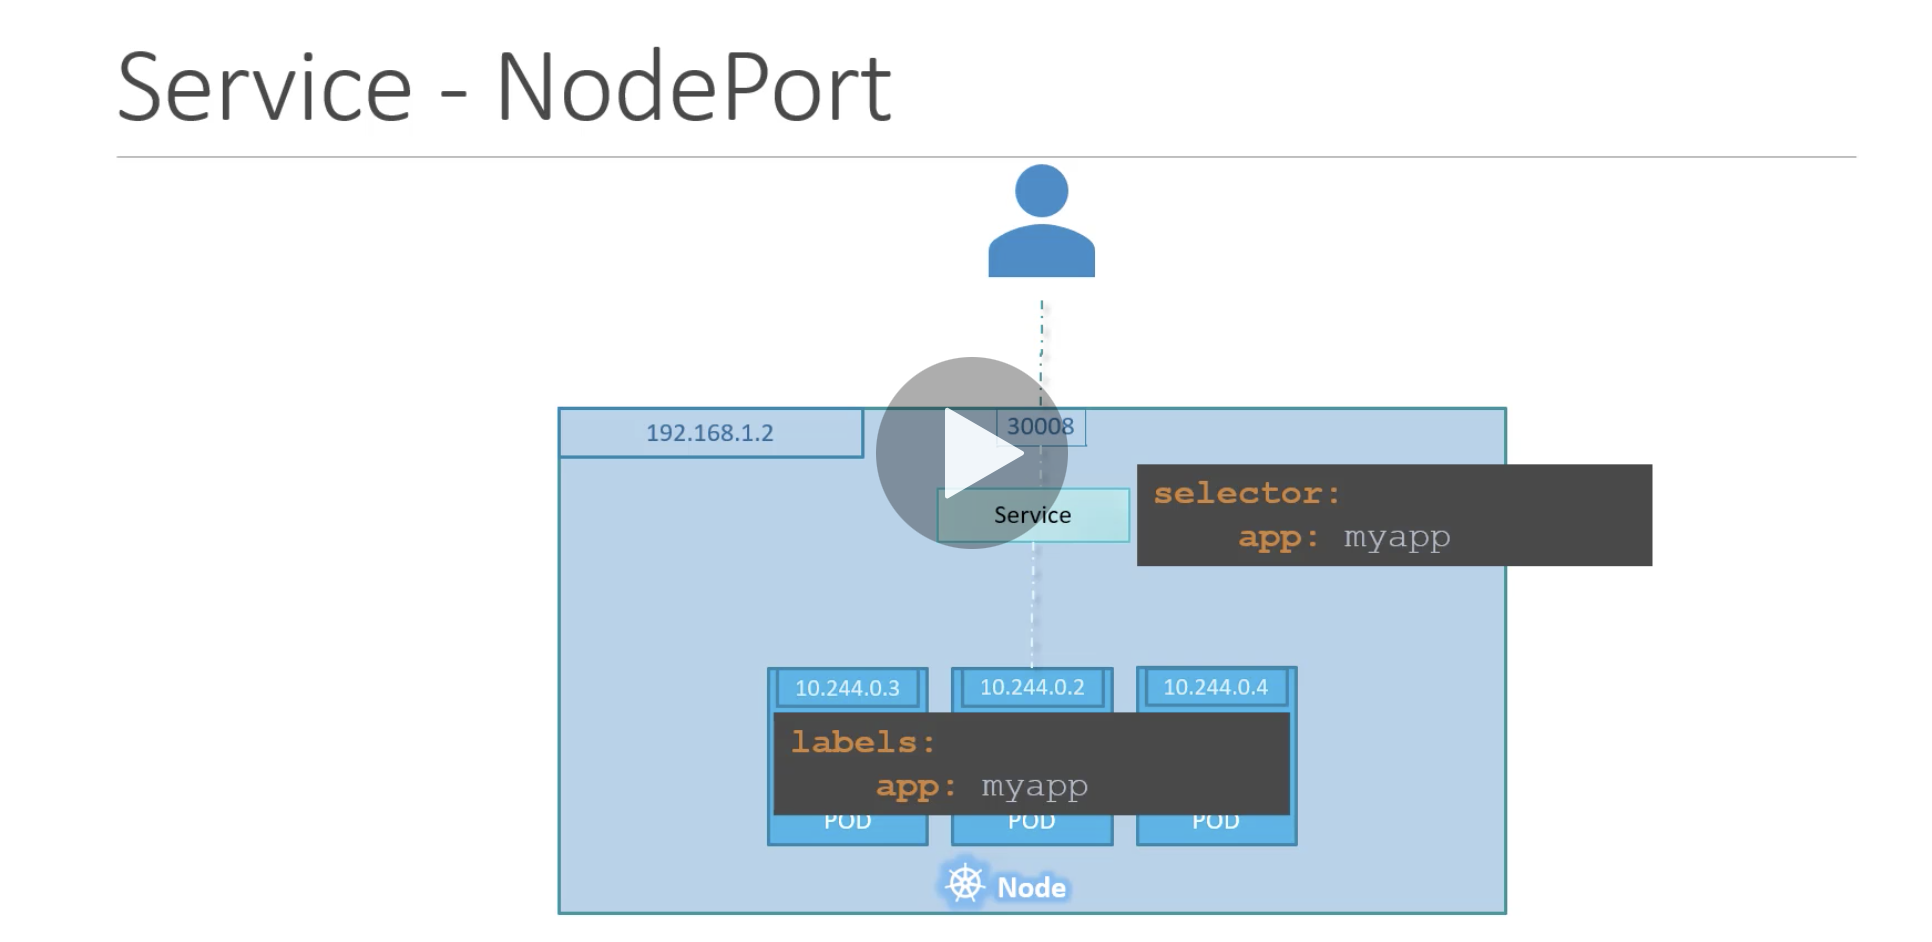 Service - NodePort
192.168.1.2
30008
Service
selector:
app: myapp
10.244.0.3
10.244.0.2
10.244.0.4
labels:
app: myapp
POD
POD
POD
Node